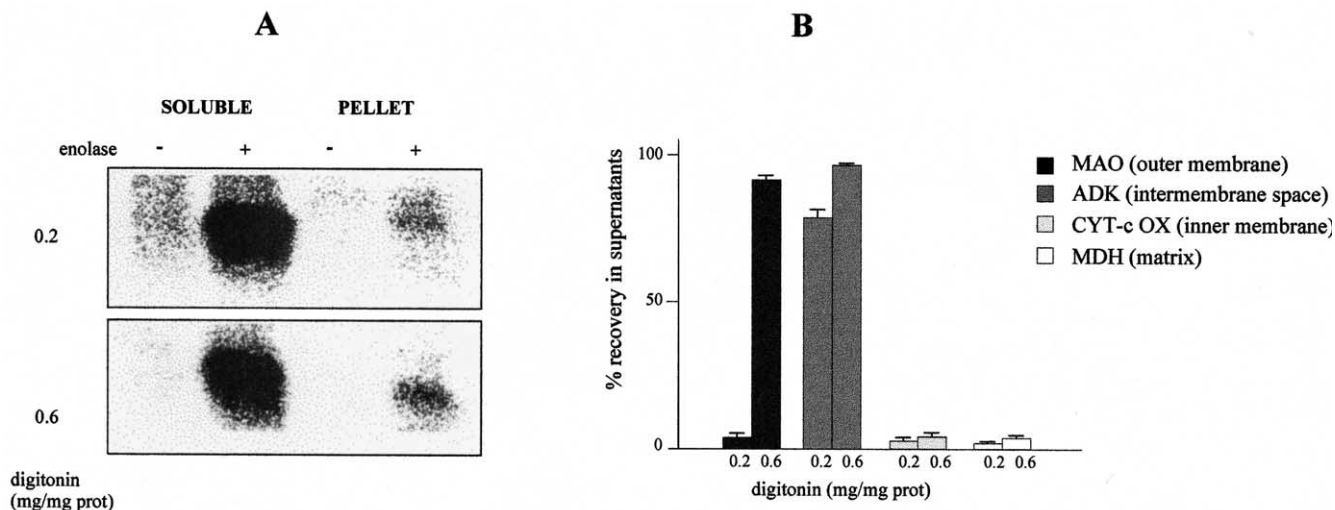 A
SOLUBLE PELLET
enolase - + - +
0.2
0.6
digitonin
(mg/mg prot)
B
% recovery in supernatants
100
50
0
0.2 0.6 0.2 0.6 0.2 0.6 0.2 0.6
digitonin (mg/mg prot)
MAO (outer membrane)
ADK (intermembrane space)
CYT-c OX (inner membrane)
MDH (matrix)